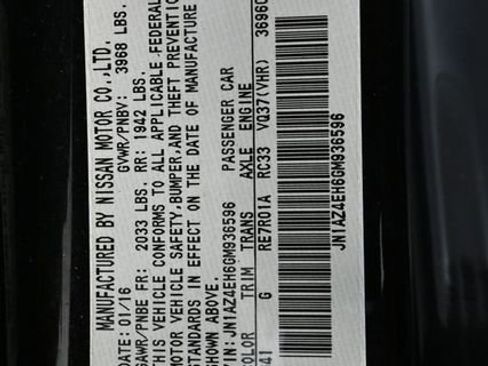 MANUFACTURED BY NISSAN MOTOR CO.,LTD.
DATE: 01/16 GVWR/PNBV: 3968 LBS.
GAWR/PNBE FR: 2033 LBS. RR: 1942 LBS.
THIS VEHICLE CONFORMS TO ALL APPLICABLE FEDERAL
MOTOR VEHICLE SAFETY, BUMPER, AND THEFT PREVENTION
STANDARDS IN EFFECT ON THE DATE OF MANUFACTURE
SHOWN ABOVE.
VIN: JN1AZ4EH6GM936596 PASSENGER CAR
COLOR TRIM TRANS AXLE ENGINE
41 G RE7R01A RC33 VQ37(VHR) 3696C
JN1AZ4EH6GM936596